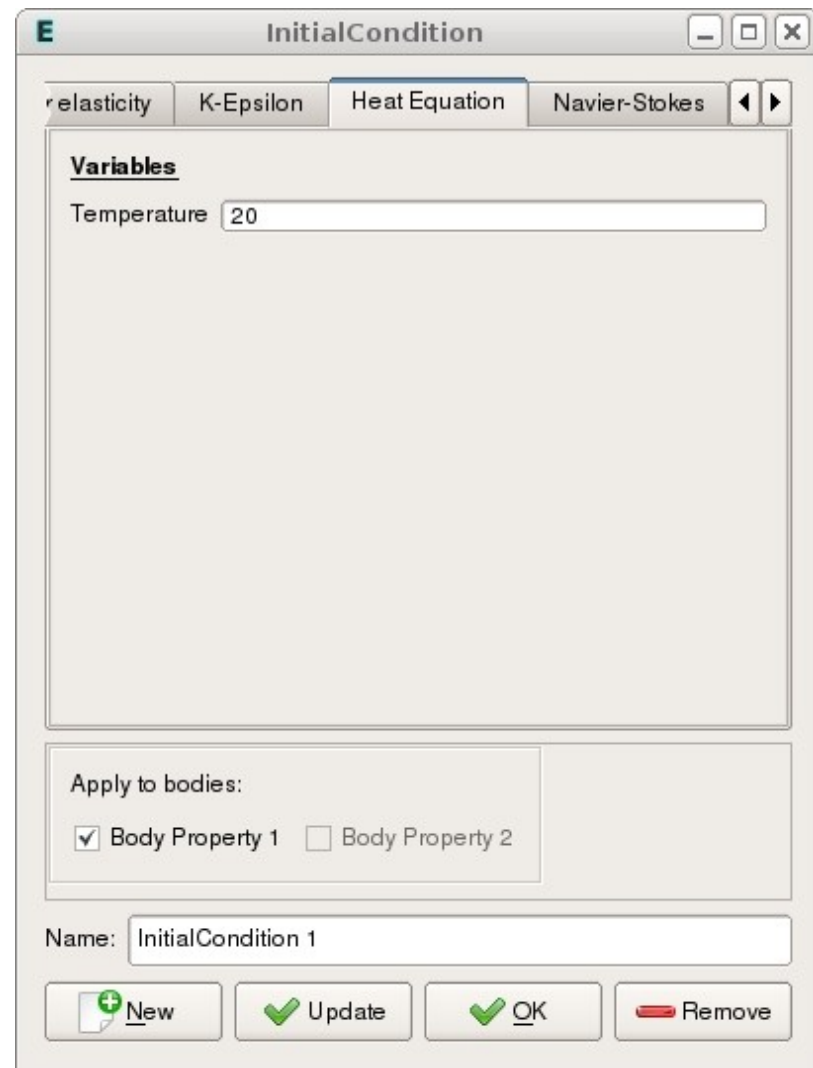 E InitialCondition
r elasticity K-Epsilon Heat Equation Navier-Stokes
Variables
Temperature 20
Apply to bodies:
Body Property 1 Body Property 2
Name: InitialCondition 1
New Update OK Remove